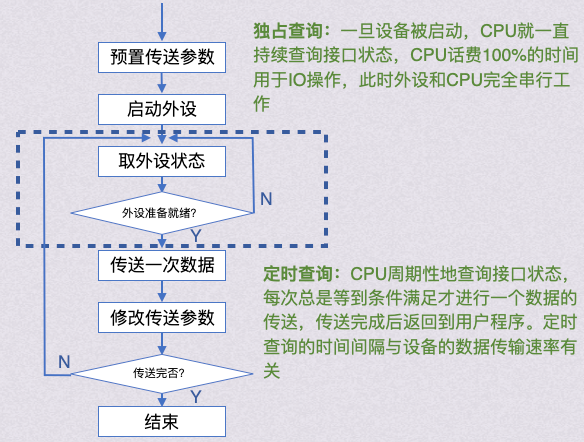 独占查询：一旦设备被启动，CPU就一直
持续查询接口状态，CPU话费100%的时间
用于IO操作，此时外设和CPU完全串行工
作
预置传送参数
启动外设
取外设状态
外设准备就绪?
N
Y
传送一次数据
修改传送参数
传送完否?
N
Y
结束
定时查询：CPU周期性地查询接口状态，
每次总是等到条件满足才进行一个数据的
传送，传送完成后返回到用户程序。定时
查询的时间间隔与设备的数据传输速率有
关